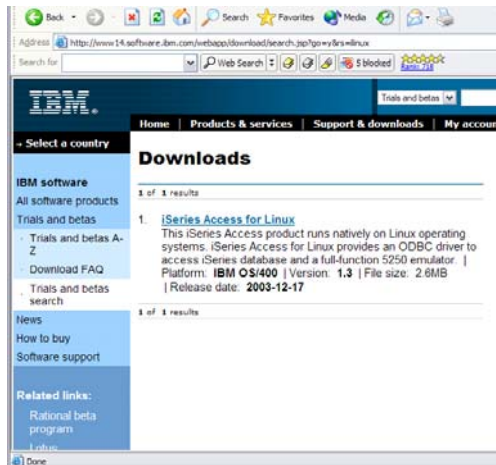 Back Search Favorites Media
Address http://www14.software.ibm.com/webapp/download/search.jsp?go=y&rs=ilinux
Search for Web Search 5 blocked Rank: 718
IBM. Trials and betas
Home | Products & services | Support & downloads | My accoun
Select a country
Downloads
IBM software
All software products
Trials and betas
Trials and betas A-
Z
Download FAQ
Trials and betas
search
News
How to buy
Software support
Related links:
Rational beta
program
Lotus
1 of 1 results
1. iSeries Access for Linux
This iSeries Access product runs natively on Linux operating
systems. iSeries Access for Linux provides an ODBC driver to
access iSeries database and a full-function 5250 emulator. |
Platform: IBM OS/400 | Version: 1.3 | File size: 2.6MB
| Release date: 2003-12-17
1 of 1 results
Done